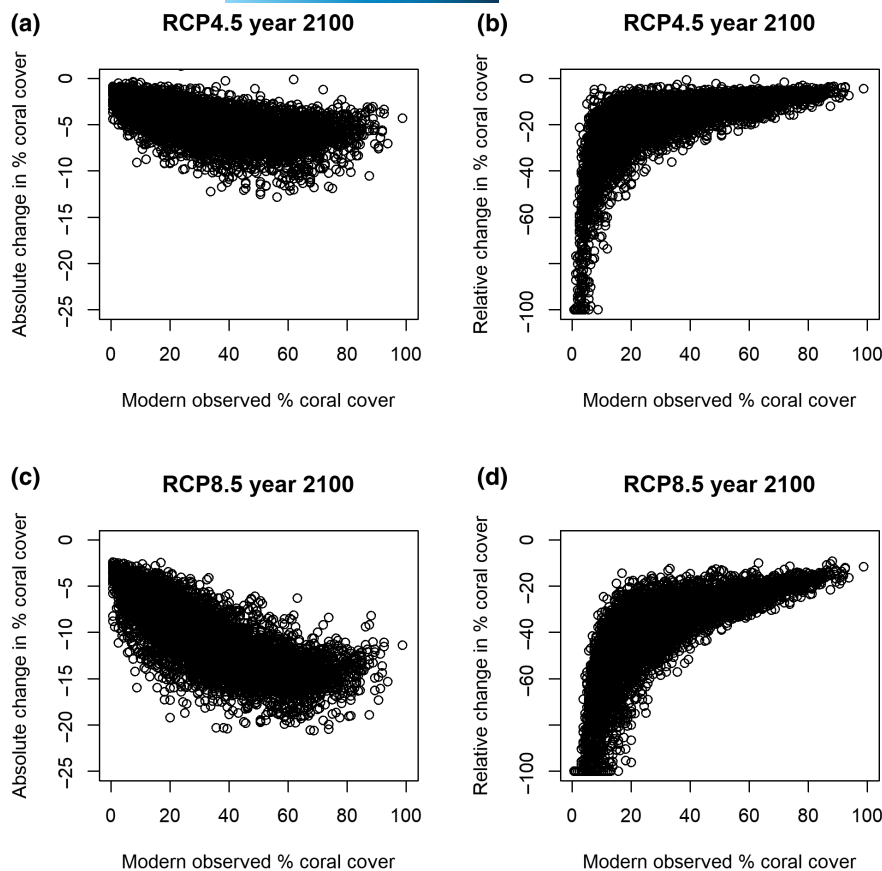 (a)
RCP4.5 year 2100
Absolute change in % coral cover
0
−5
−10
−15
−20
−25
0 20 40 60 80 100
Modern observed % coral cover
(b)
RCP4.5 year 2100
Relative change in % coral cover
0
−20
−40
−60
−100
0 20 40 60 80 100
Modern observed % coral cover
(c)
RCP8.5 year 2100
Absolute change in % coral cover
0
−5
−10
−15
−20
−25
0 20 40 60 80 100
Modern observed % coral cover
(d)
RCP8.5 year 2100
Relative change in % coral cover
0
−20
−40
−60
−100
0 20 40 60 80 100
Modern observed % coral cover